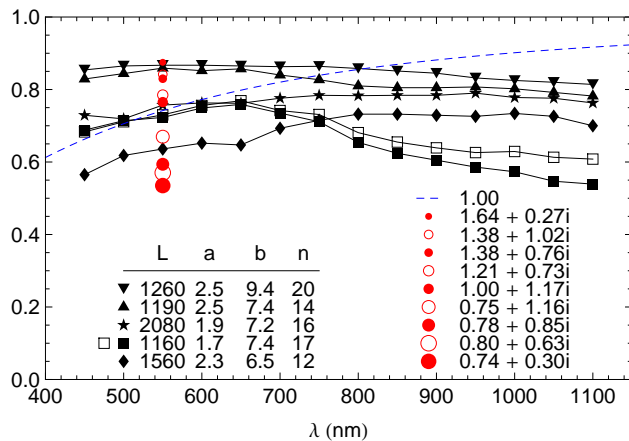 1.0
0.8
0.6
0.4
0.2
0.0
L a b n
1260 2.5 9.4 20
1190 2.5 7.4 14
2080 1.9 7.2 16
1160 1.7 7.4 17
1560 2.3 6.5 12
1.00
1.64 + 0.27i
1.38 + 1.02i
1.38 + 0.76i
1.21 + 0.73i
1.00 + 1.17i
0.75 + 1.16i
0.78 + 0.85i
0.80 + 0.63i
0.74 + 0.30i
400 500 600 700 800 900 1000 1100
λ (nm)